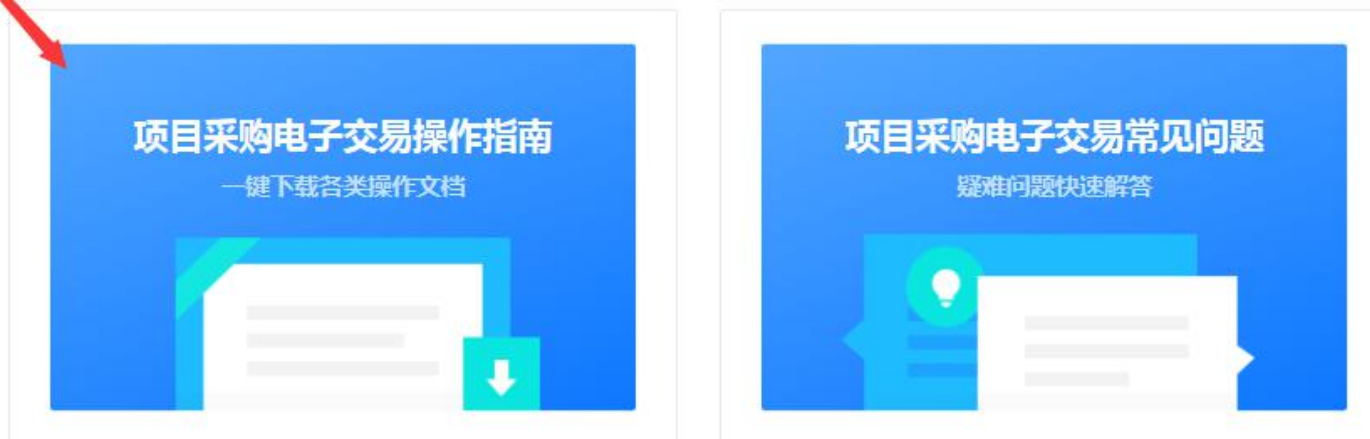 项目采购电子交易操作指南
一键下载各类操作文档
项目采购电子交易常见问题
疑难问题快速解答